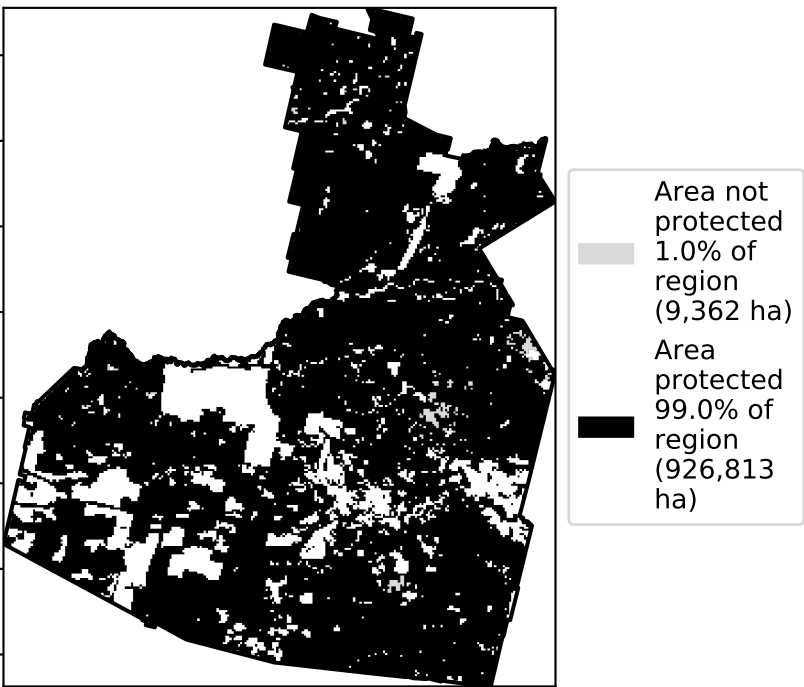 Area not
protected
1.0% of
region
(9,362 ha)
Area
protected
99.0% of
region
(926,813
ha)